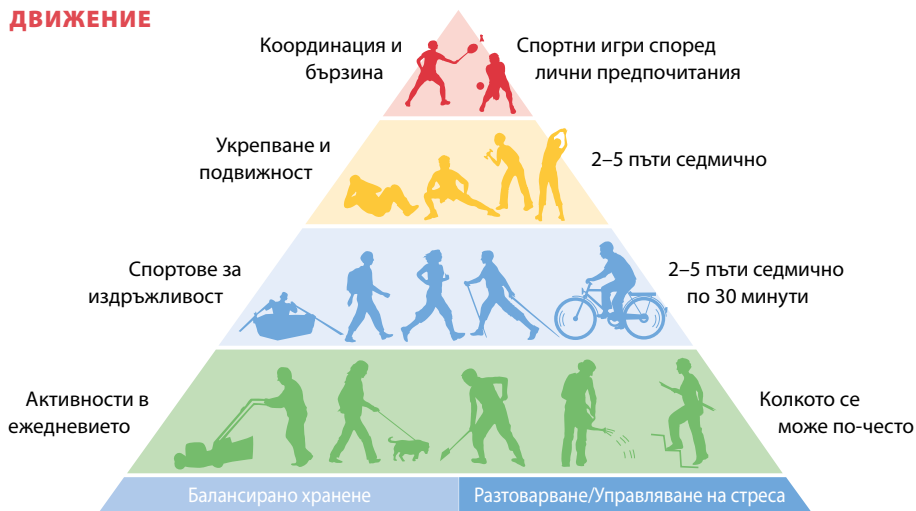 ДВИЖЕНИЕ
Координация и
бързина
Спортни игри според
лични предпочитания
Укрепване и
подвижност
2–5 пъти седмично
Спортове за
издръжливост
2–5 пъти седмично
по 30 минути
Активности в
ежедневието
Колкото се
може по-често
Балансирано хранене
Разтоварване/Управляване на стреса